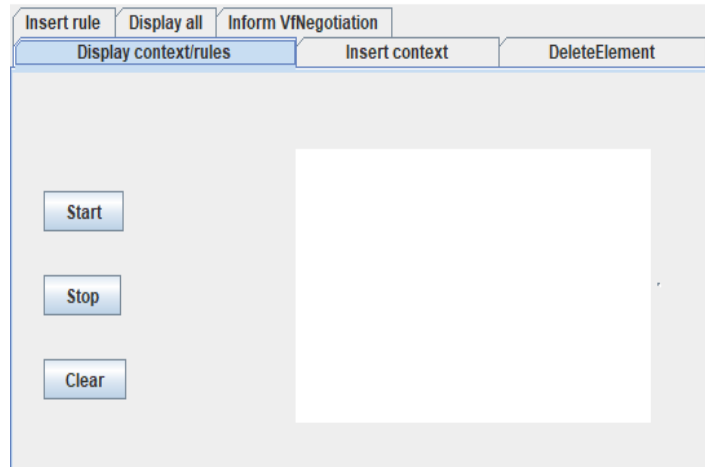 Insert rule Display all Inform VfNegotiation
Display context/rules Insert context DeleteElement
Start
Stop
Clear